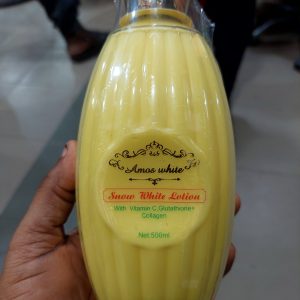 Amos white
Snow White Lotion
With Vitamin C,Glutathione+
Collagen
Net:500ml